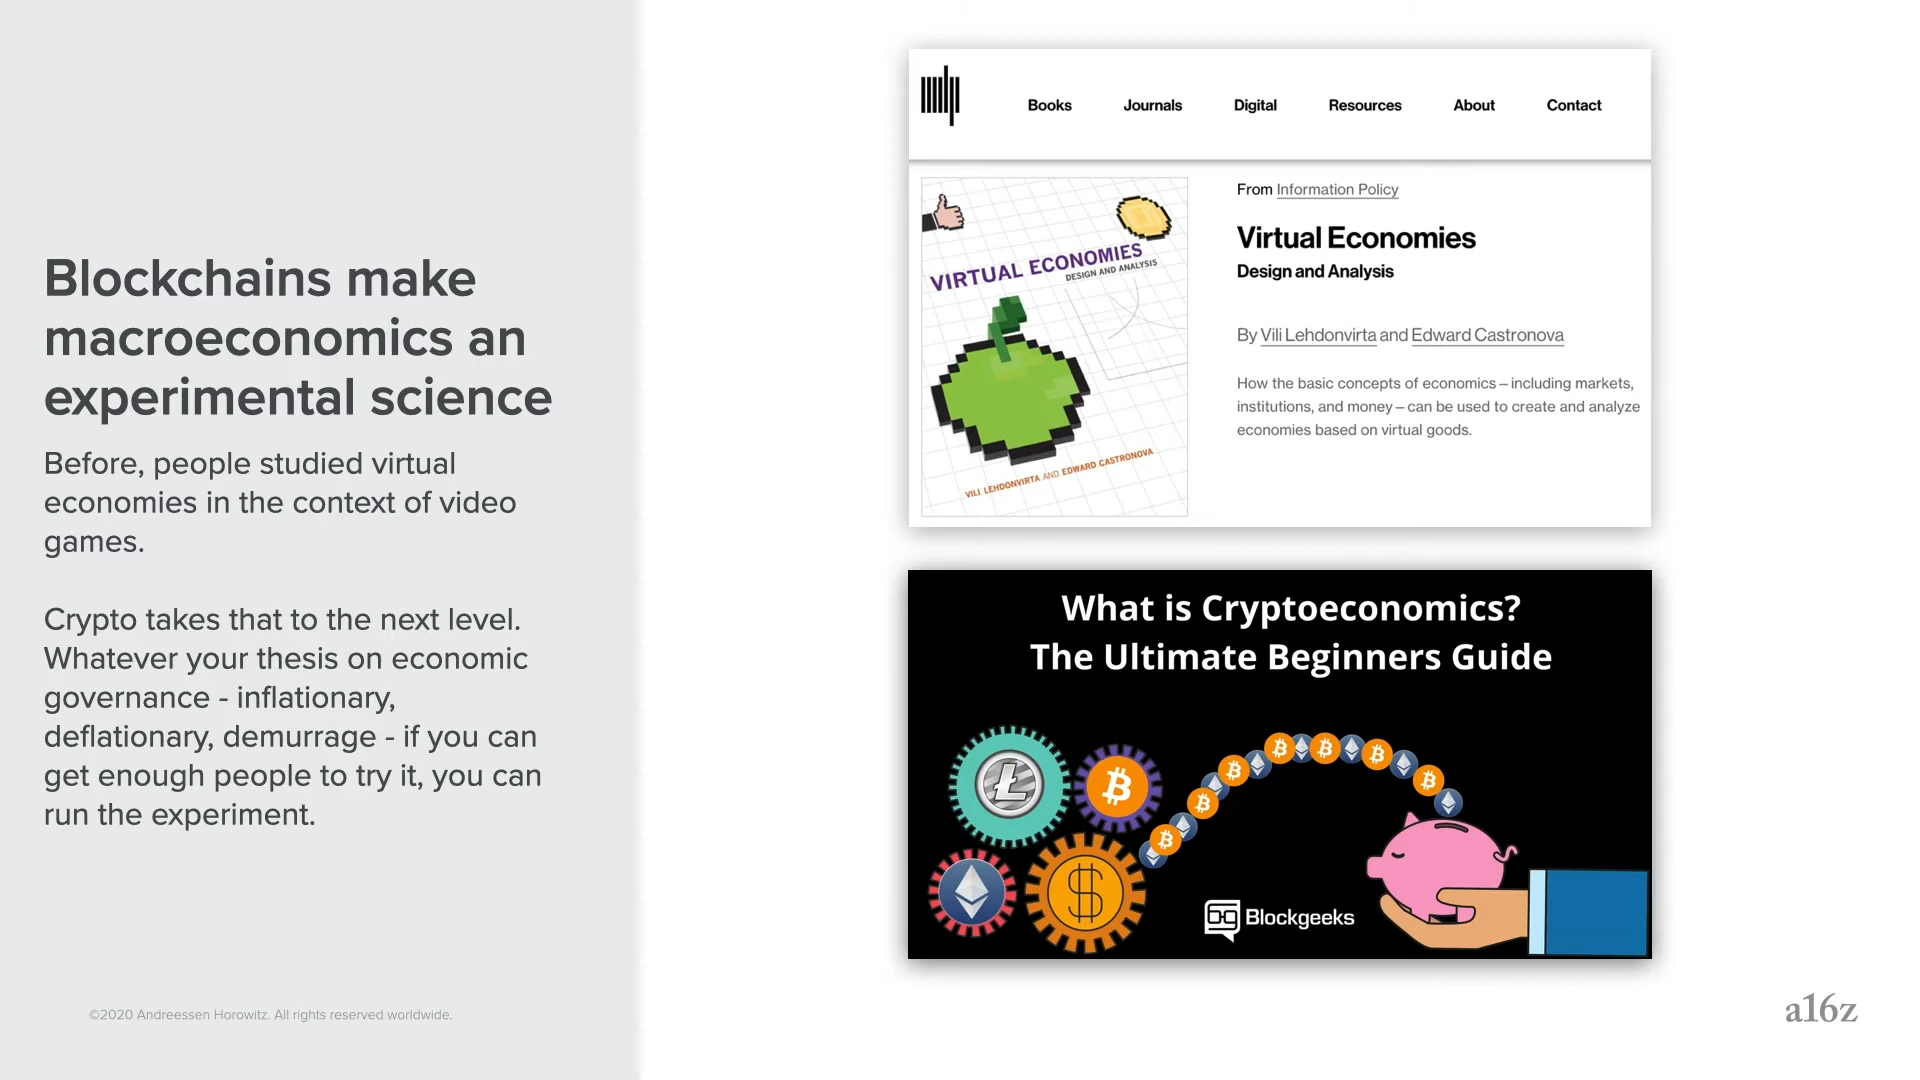 Blockchains make
macroeconomics an
experimental science
Before, people studied virtual
economies in the context of video
games.
Crypto takes that to the next level.
Whatever your thesis on economic
governance - inflationary,
deflationary, demurrage - if you can
get enough people to try it, you can
run the experiment.
©2020 Andreessen Horowitz. All rights reserved worldwide.
Books Journals Digital Resources About Contact
VIRTUAL ECONOMIES
DESIGN AND ANALYSIS
VILI LEHDONVIRTA AND EDWARD CASTRONOVA
From Information Policy
Virtual Economies
Design and Analysis
By Vili Lehdonvirta and Edward Castronova
How the basic concepts of economics—including markets,
institutions, and money—can be used to create and analyze
economies based on virtual goods.
What is Cryptoeconomics?
The Ultimate Beginners Guide
Blockgeeks
a16z